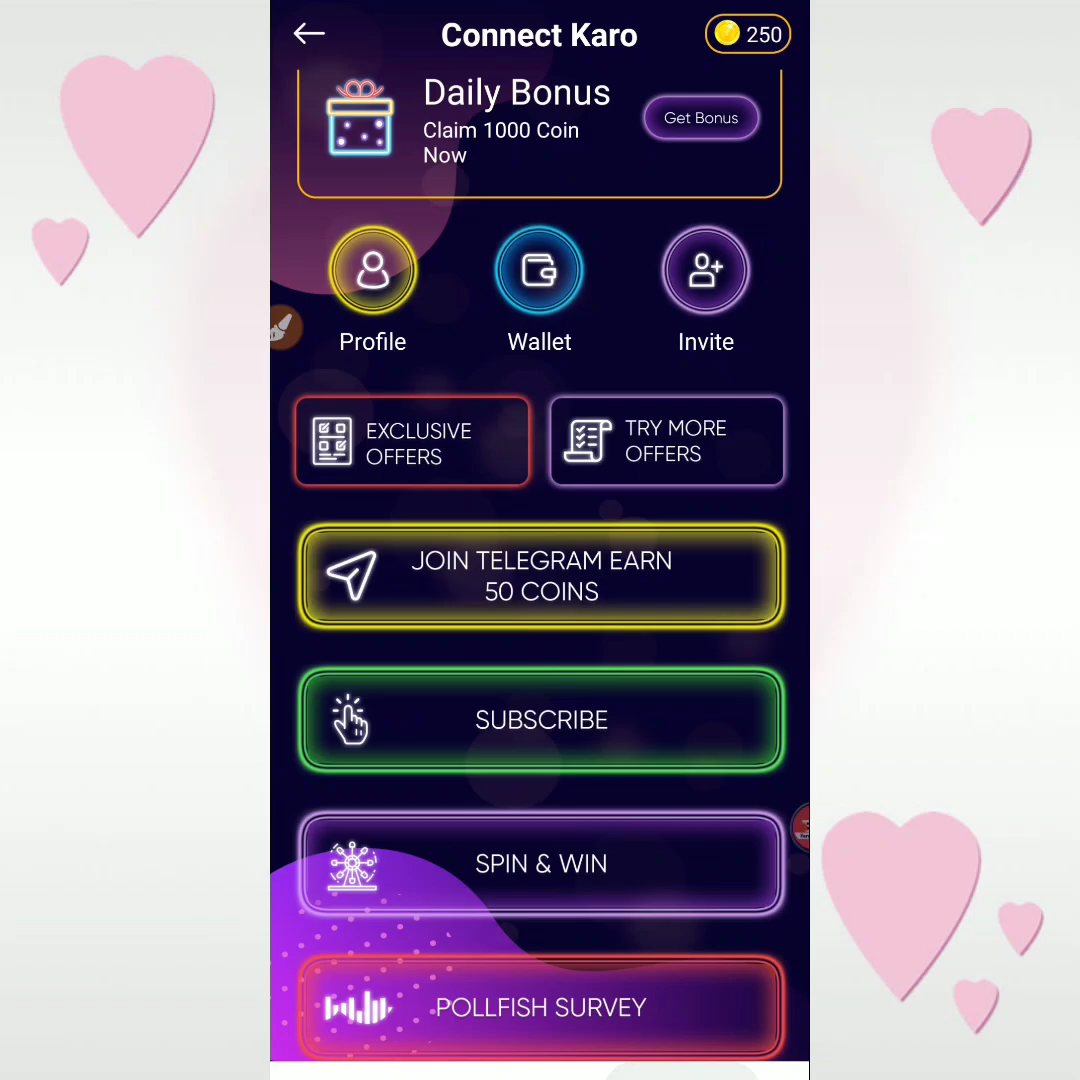 Connect Karo
250
Daily Bonus
Claim 1000 Coin
Now
Get Bonus
Profile
Wallet
Invite
EXCLUSIVE
OFFERS
TRY MORE
OFFERS
JOIN TELEGRAM EARN
50 COINS
SUBSCRIBE
SPIN & WIN
POLLFISH SURVEY